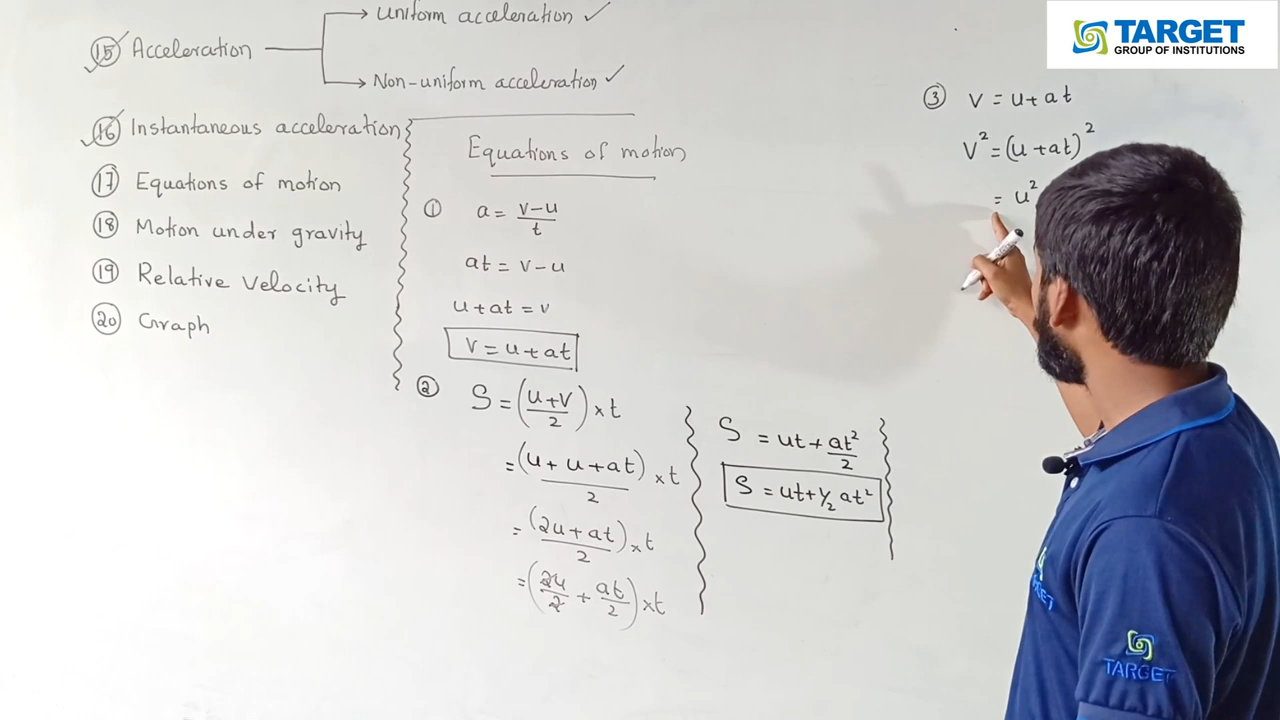 ⑮ Acceleration
Uniform acceleration ✓
Non-uniform acceleration ✓
⑯ Instantaneous acceleration
⑰ Equations of motion
⑱ Motion under gravity
⑲ Relative Velocity
⑳ Graph
Equations of motion
① a = v-u/t
at = v-u
u+at = v
v = u+at
② S = (u+v/2) × t
= (u+u+at)/2 × t
= (2u+at)/2 × t
= (2u/2 + at/2) × t
S = ut + at²/2
S = ut + 1/2 at²
③ v = u+at
v² = (u+at)²
= u²
TARGET
GROUP OF INSTITUTIONS
TARGET